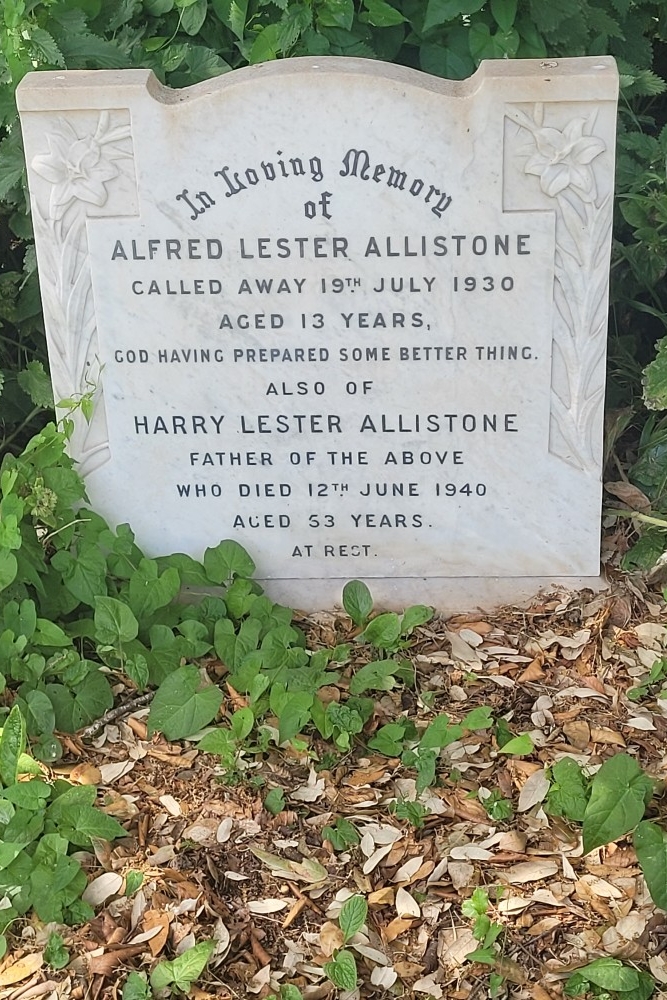 In Loving Memory
of
ALFRED LESTER ALLISTONE
CALLED AWAY 19TH JULY 1930
AGED 13 YEARS,
GOD HAVING PREPARED SOME BETTER THING.
ALSO OF
HARRY LESTER ALLISTONE
FATHER OF THE ABOVE
WHO DIED 12TH JUNE 1940
AGED 53 YEARS.
AT REST.